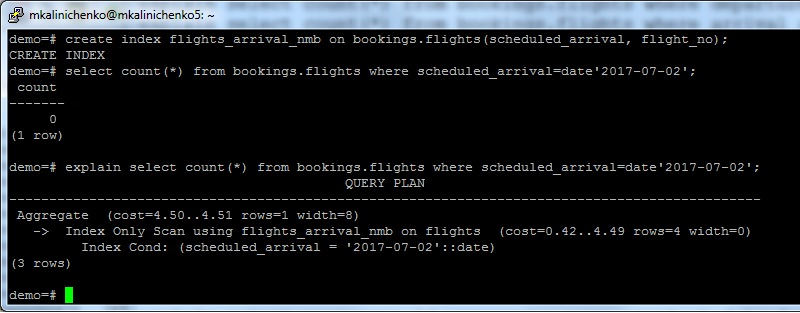 mkalinichenko@mkalinichenko5: ~
demo=# create index flights_arrival_nmb on bookings.flights(scheduled_arrival, flight_no);
CREATE INDEX
demo=# select count(*) from bookings.flights where scheduled_arrival=date'2017-07-02';
 count
-------
     0
(1 row)

demo=# explain select count(*) from bookings.flights where scheduled_arrival=date'2017-07-02';
                                            QUERY PLAN
---------------------------------------------------------------------------------------------------
 Aggregate  (cost=4.50..4.51 rows=1 width=8)
   ->  Index Only Scan using flights_arrival_nmb on flights  (cost=0.42..4.49 rows=4 width=0)
         Index Cond: (scheduled_arrival = '2017-07-02'::date)
(3 rows)

demo=#